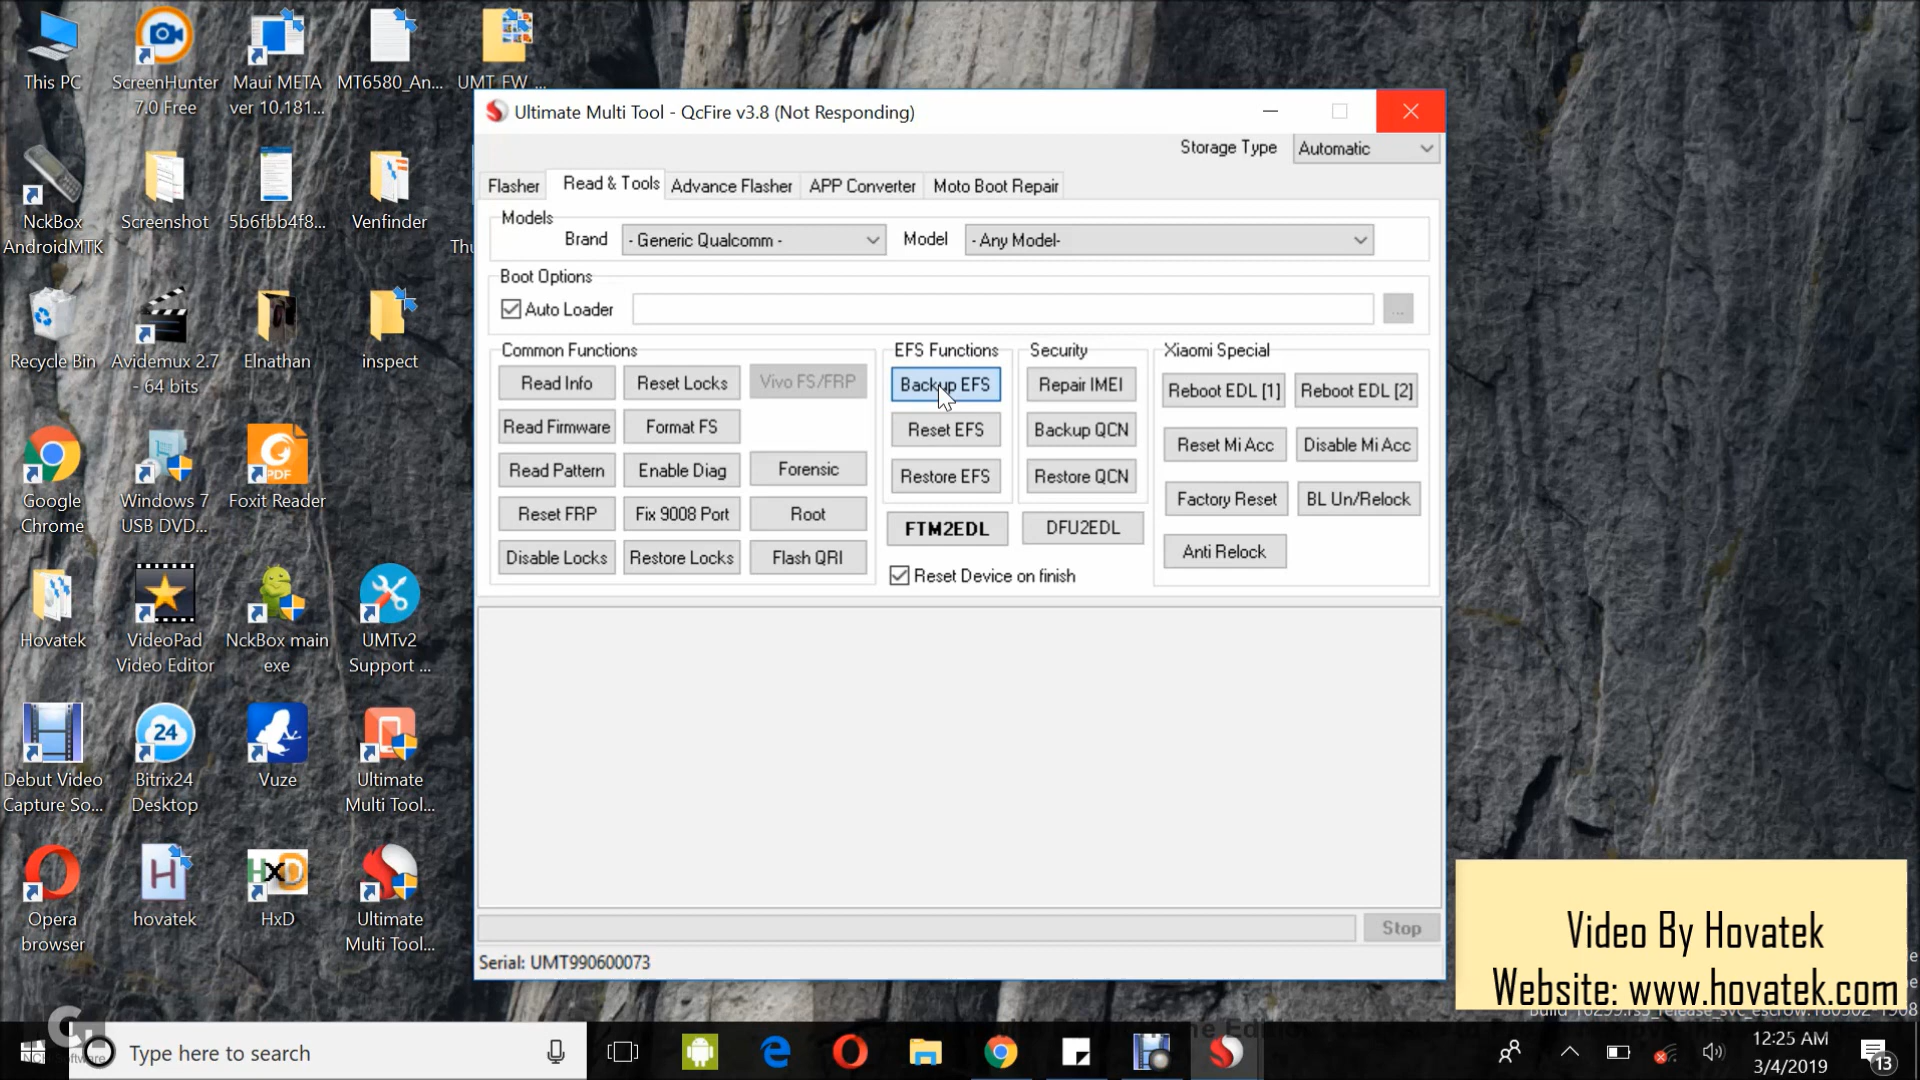 This PC
ScreenHunter
7.0 Free
Maui META
ver 10.181...
MT6580_An...
UMT_FW_...
NckBox
AndroidMTK
Screenshot
5b6fbb4f8...
Venfinder
Thu
Recycle Bin
Avidemux 2.7
- 64 bits
Elnathan
inspect
Google
Chrome
Windows 7
USB DVD...
PDF
Foxit Reader
Hovatek
VideoPad
Video Editor
NckBox main
exe
UMTv2
Support ...
Debut Video
Capture So...
24
Bitrix24
Desktop
Vuze
Ultimate
Multi Tool...
Opera
browser
H
hovatek
HxD
HxD
Ultimate
Multi Tool...
Ultimate Multi Tool - QcFire v3.8 (Not Responding)
Storage Type
Automatic
Flasher
Read & Tools
Advance Flasher
APP Converter
Moto Boot Repair
Models
Brand
- Generic Qualcomm -
Model
- Any Model-
Boot Options
Auto Loader
...
Common Functions
Read Info
Reset Locks
Vivo FS/FRP
Read Firmware
Format FS
Read Pattern
Enable Diag
Forensic
Reset FRP
Fix 9008 Port
Root
Disable Locks
Restore Locks
Flash QRI
EFS Functions
Backup EFS
Reset EFS
Restore EFS
Security
Repair IMEI
Backup QCN
Restore QCN
FTM2EDL
DFU2EDL
Reset Device on finish
Xiaomi Special
Reboot EDL [1]
Reboot EDL [2]
Reset Mi Acc
Disable Mi Acc
Factory Reset
BL Un/Relock
Anti Relock
Stop
Serial: UMT990600073
Video By Hovatek
Website: www.hovatek.com
Type here to search
12:25 AM
3/4/2019
13